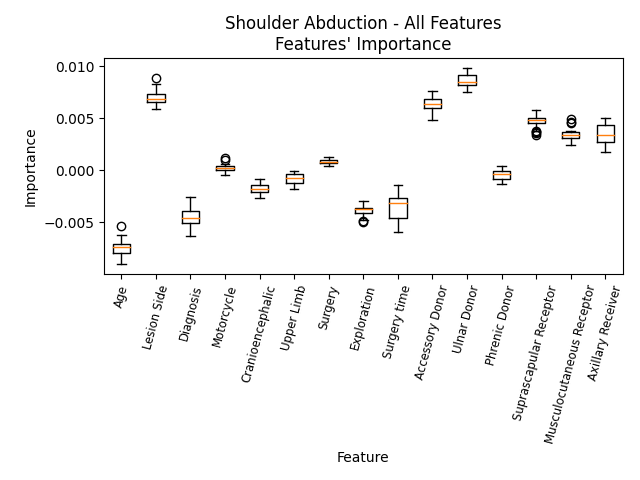 Shoulder Abduction - All Features
Features' Importance
Importance
0.010
0.005
0.000
−0.005
Age
Lesion Side
Diagnosis
Motorcycle
Cranioencephalic
Upper Limb
Surgery
Exploration
Surgery time
Accessory Donor
Ulnar Donor
Phrenic Donor
Suprascapular Receptor
Musculocutaneous Receptor
Axillary Receiver
Feature